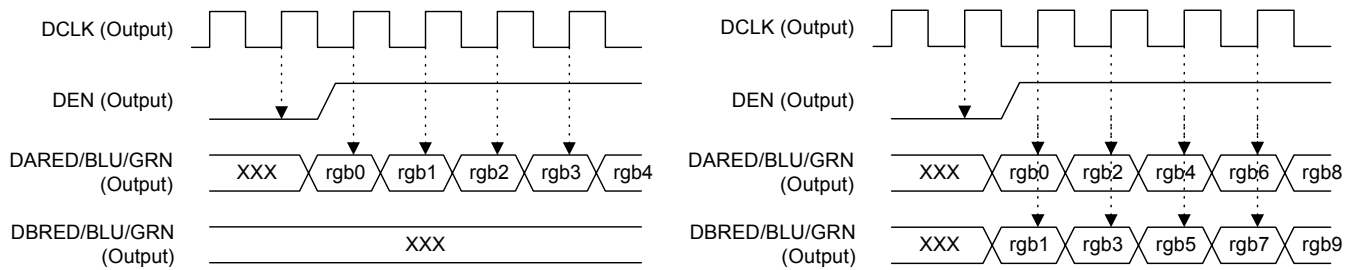 DCLK (Output)
DEN (Output)
DARED/BLU/GRN
(Output)
XXX rgb0 rgb1 rgb2 rgb3 rgb4
DBRED/BLU/GRN
(Output)
XXX
DCLK (Output)
DEN (Output)
DARED/BLU/GRN
(Output)
XXX rgb0 rgb2 rgb4 rgb6 rgb8
DBRED/BLU/GRN
(Output)
XXX rgb1 rgb3 rgb5 rgb7 rgb9